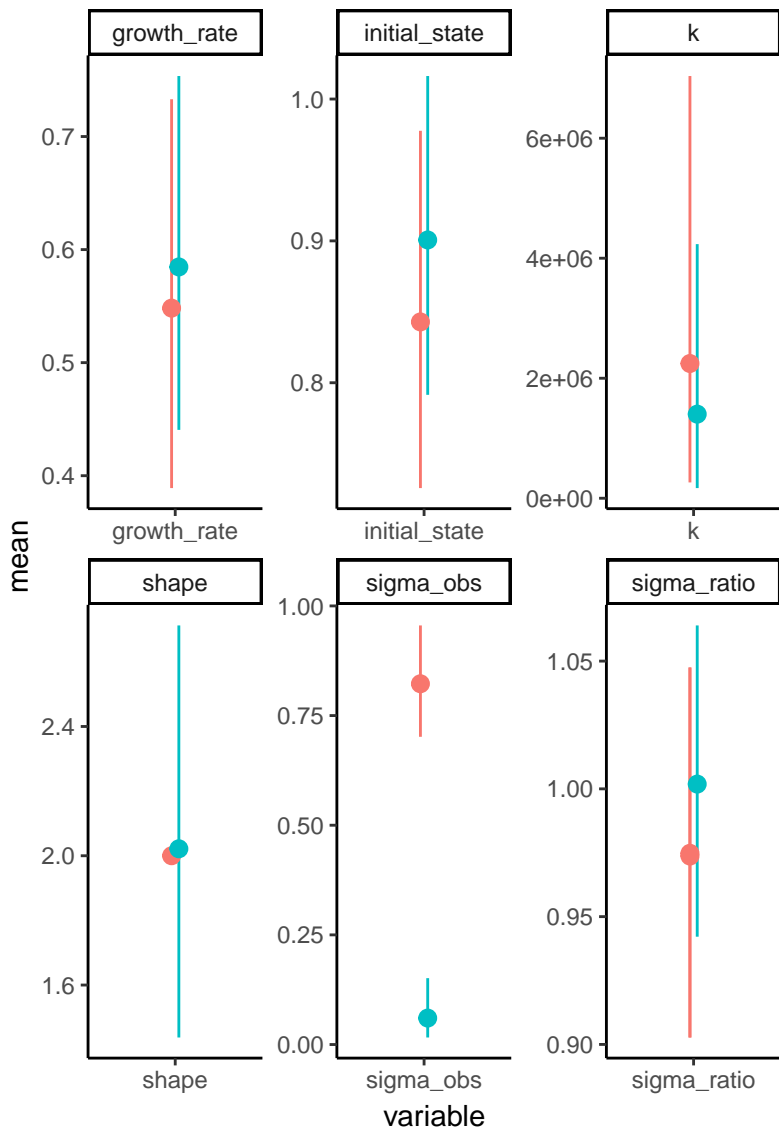 growth_rate
initial_state
k
0.7
0.6
0.5
0.4
1.0
0.9
0.8
6e+06
4e+06
2e+06
0e+00
growth_rate
initial_state
k
mean
shape
sigma_obs
sigma_ratio
2.4
2.0
1.6
1.00
0.75
0.50
0.25
0.00
1.05
1.00
0.95
0.90
shape
sigma_obs
sigma_ratio
variable